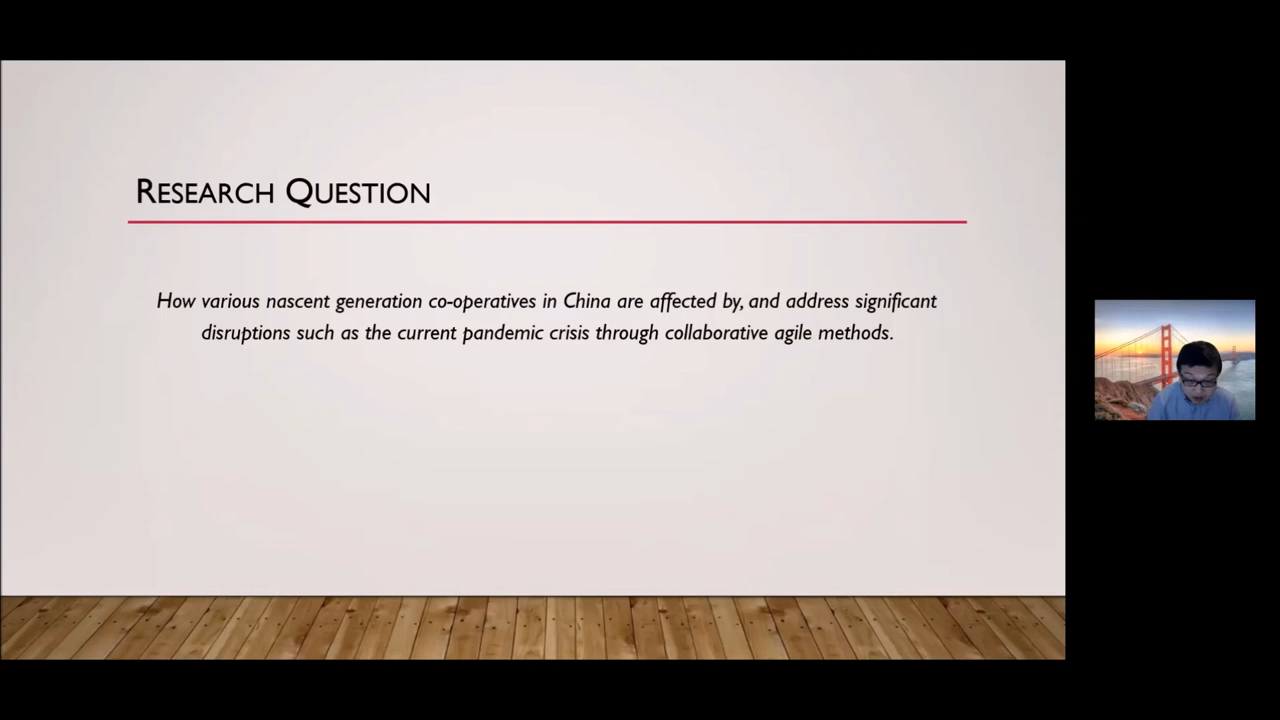 RESEARCH QUESTION
How various nascent generation co-operatives in China are affected by, and address significant
disruptions such as the current pandemic crisis through collaborative agile methods.